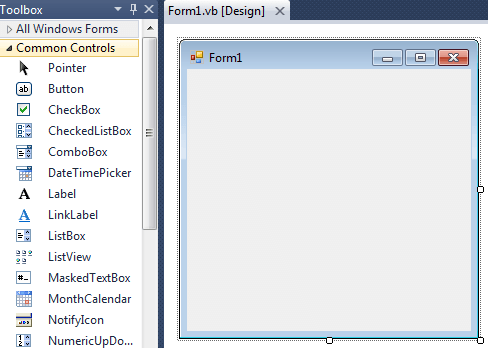 Toolbox
All Windows Forms
Common Controls
Pointer
Button
CheckBox
CheckedListBox
ComboBox
DateTimePicker
Label
LinkLabel
ListBox
ListView
MaskedTextBox
MonthCalendar
NotifyIcon
NumericUpDo...
Form1.vb [Design]
Form1